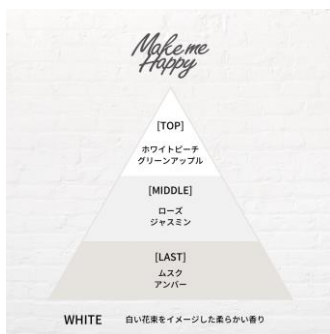 Make me
Happy
[TOP]
ホワイトピーチ
グリーンアップル
[MIDDLE]
ローズ
ジャスミン
[LAST]
ムスク
アンバー
WHITE 白い花束をイメージした柔らかい香り